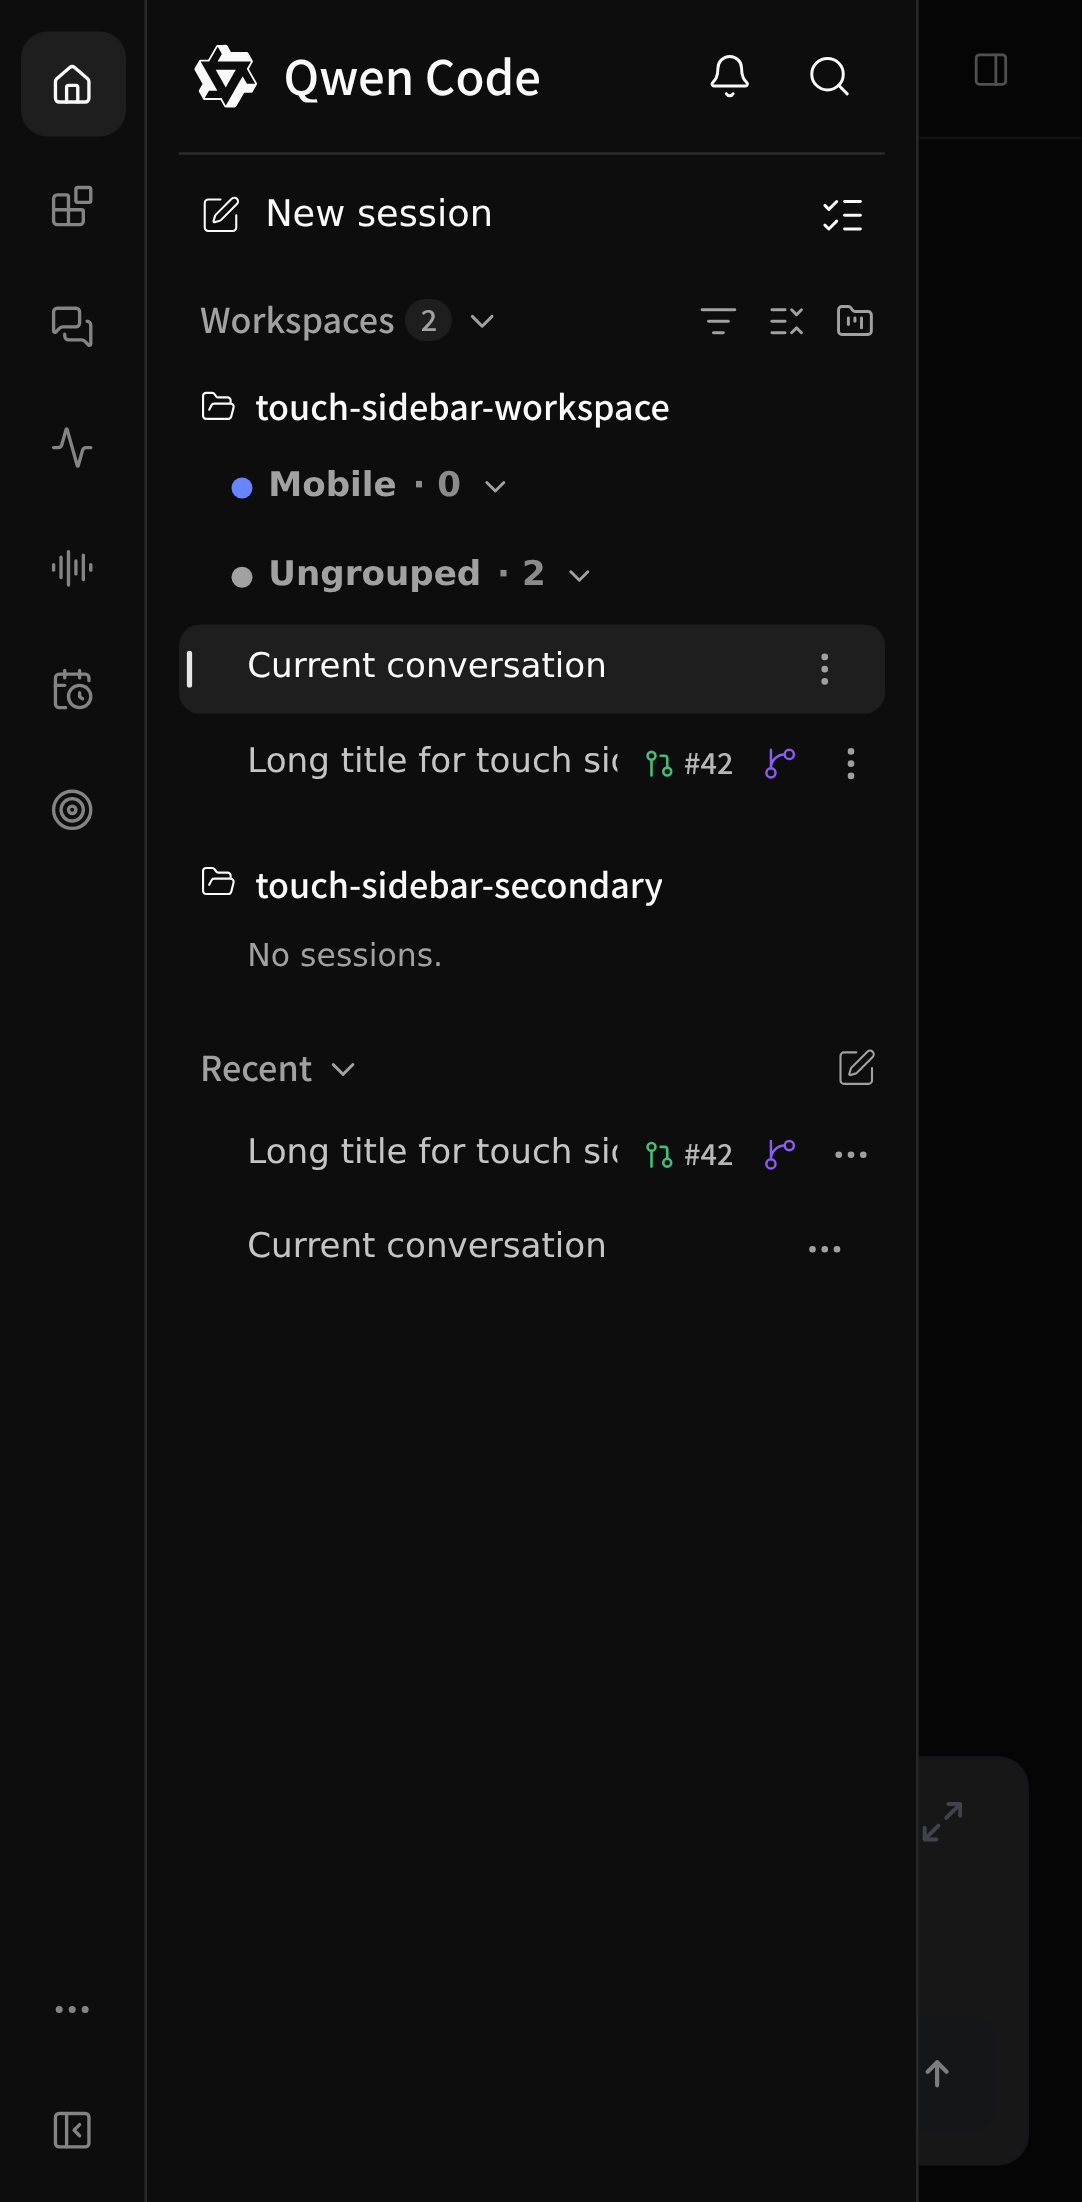 Qwen Code
New session
Workspaces 2
touch-sidebar-workspace
Mobile · 0
Ungrouped · 2
Current conversation
Long title for touch si #42
touch-sidebar-secondary
No sessions.
Recent
Long title for touch si #42
Current conversation